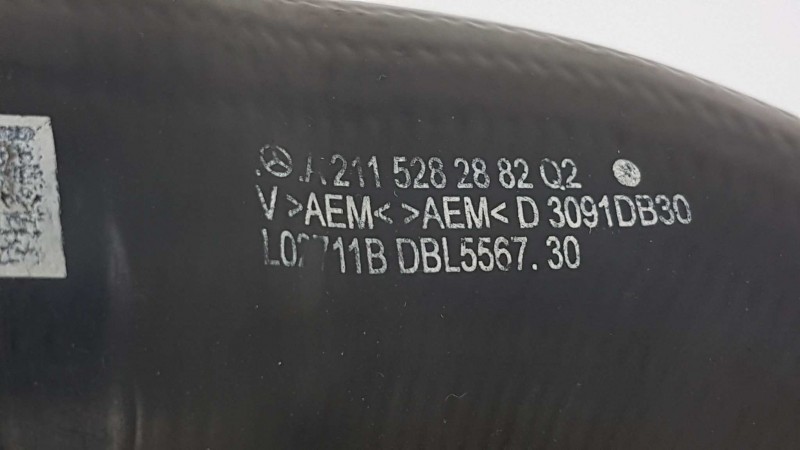 A 211 528 28 82 Q2
V >AEM< >AEM< D 3091DB30
DBL5567.30